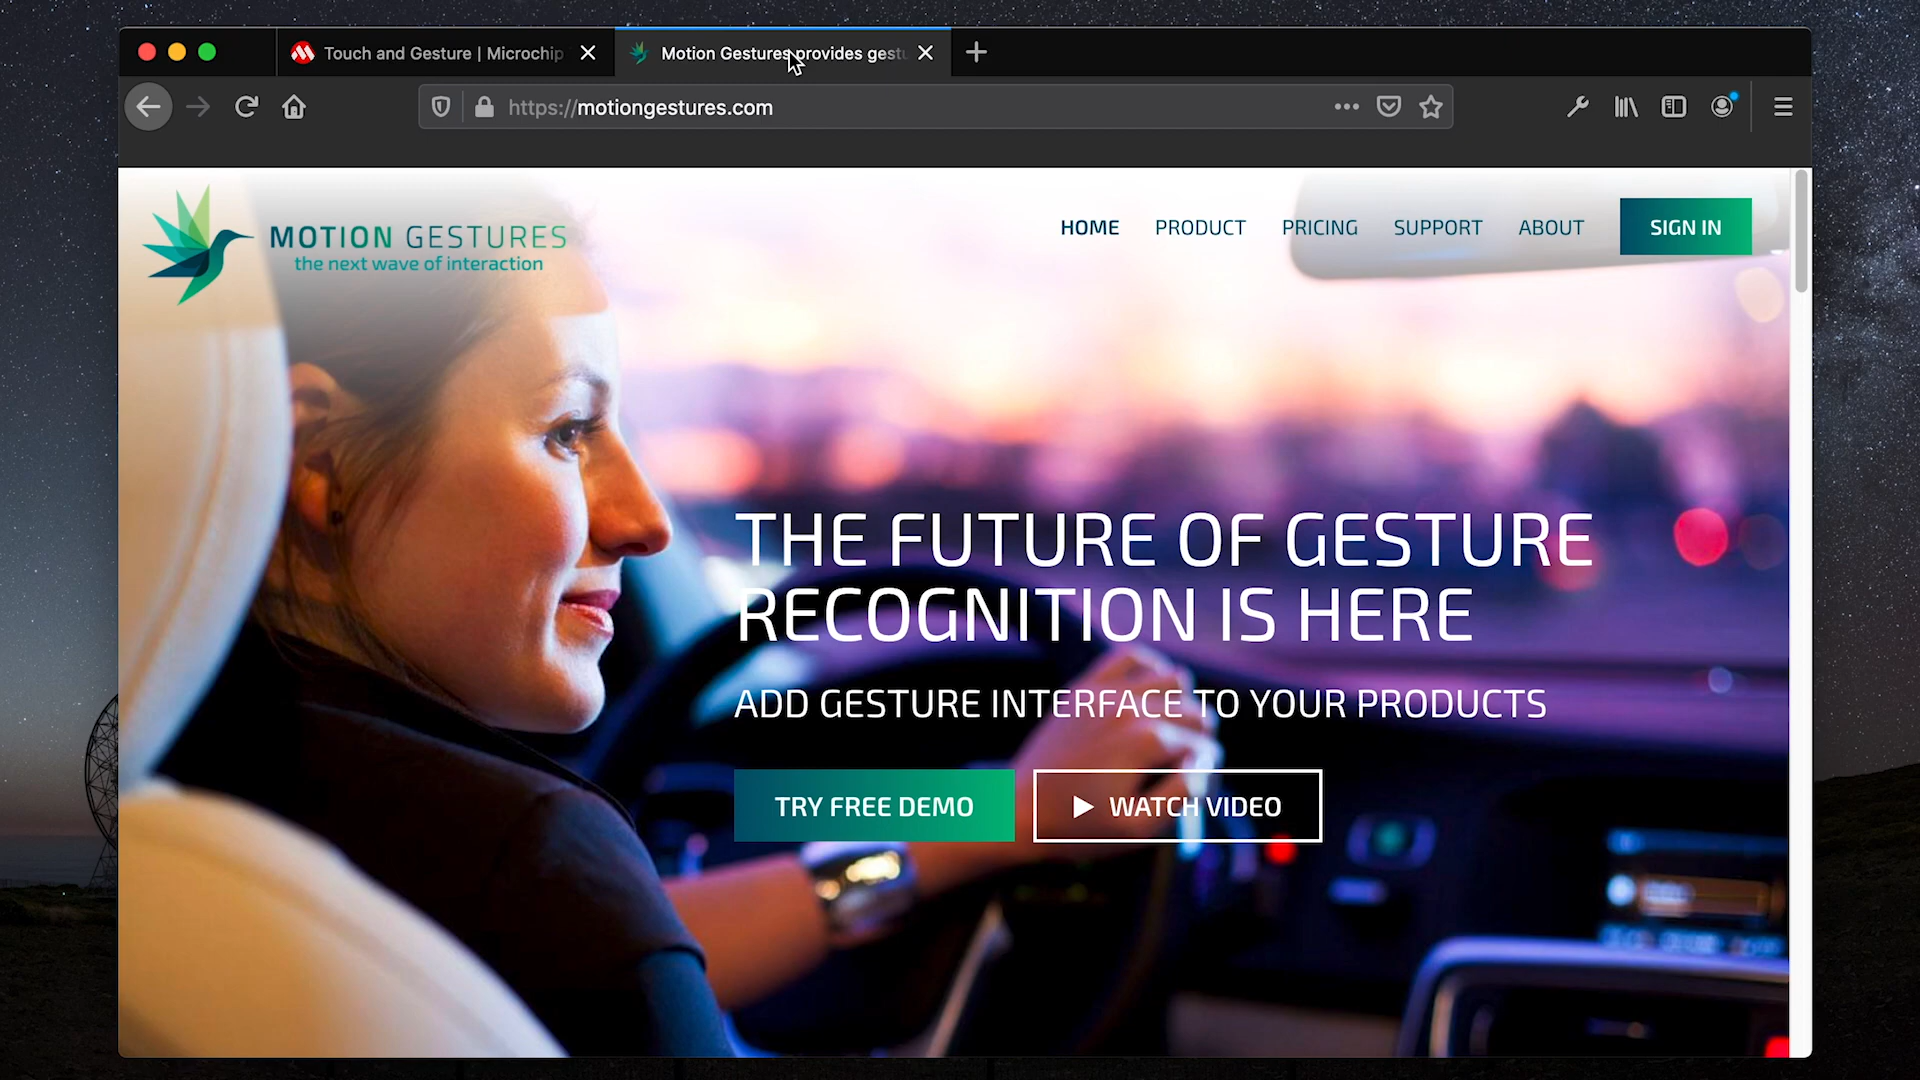 Touch and Gesture | Microchip
Motion Gestures provides gest
https://motiongestures.com
MOTION GESTURES
the next wave of interaction
HOME
PRODUCT
PRICING
SUPPORT
ABOUT
SIGN IN
THE FUTURE OF GESTURE
RECOGNITION IS HERE
ADD GESTURE INTERFACE TO YOUR PRODUCTS
TRY FREE DEMO
WATCH VIDEO